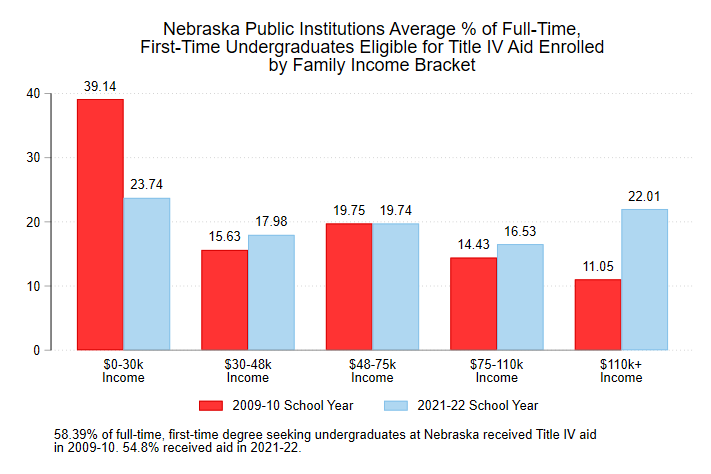 Nebraska Public Institutions Average % of Full-Time,
First-Time Undergraduates Eligible for Title IV Aid Enrolled
by Family Income Bracket
40
30
20
10
0
39.14
23.74
15.63
17.98
19.75
19.74
14.43
16.53
11.05
22.01
$0-30k
Income
$30-48k
Income
$48-75k
Income
$75-110k
Income
$110k+
Income
2009-10 School Year
2021-22 School Year
58.39% of full-time, first-time degree seeking undergraduates at Nebraska received Title IV aid
in 2009-10. 54.8% received aid in 2021-22.